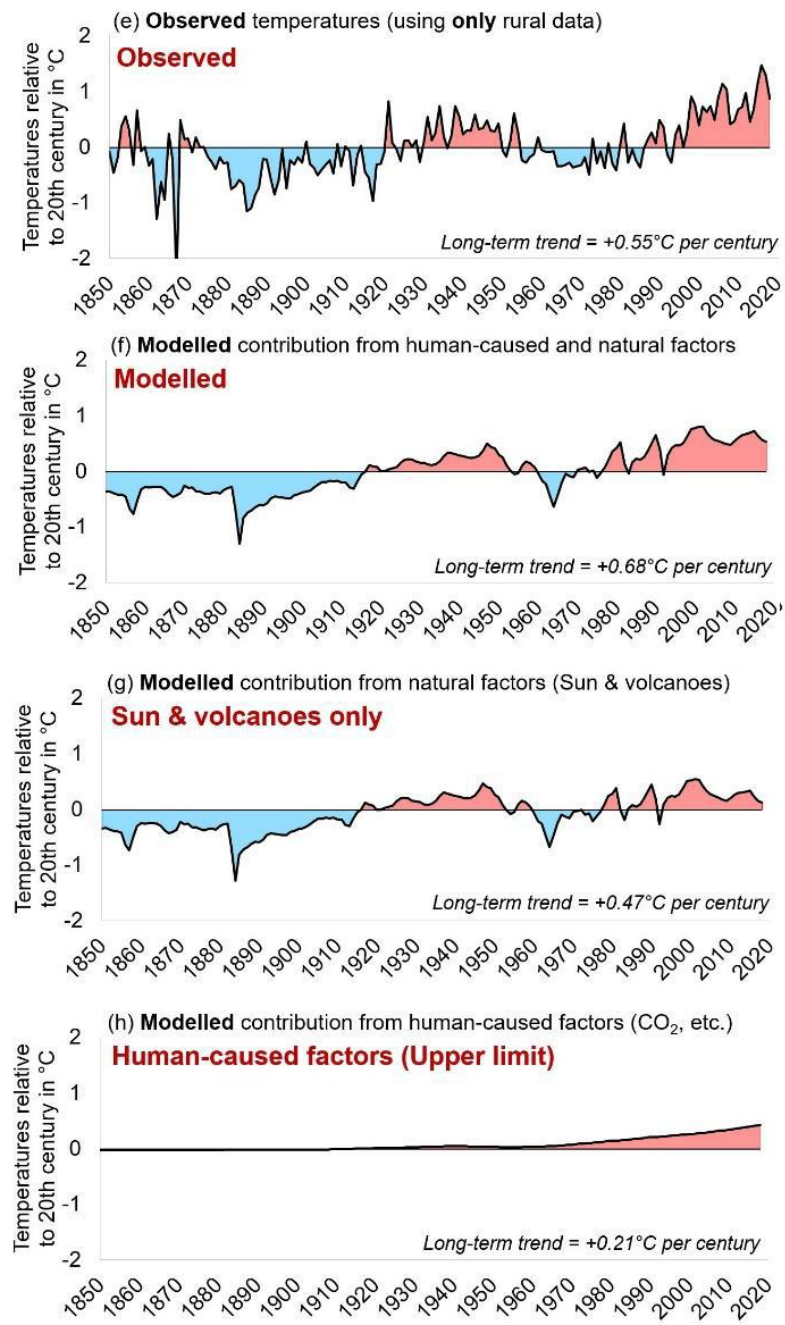 (e) Observed temperatures (using only rural data)
Observed
Temperatures relative
to 20th century in °C
2
1
0
-1
-2
Long-term trend = +0.55°C per century
1850 1860 1870 1880 1890 1900 1910 1920 1930 1940 1950 1960 1970 1980 1990 2000 2010 2020
(f) Modelled contribution from human-caused and natural factors
Modelled
Temperatures relative
to 20th century in °C
2
1
0
-1
-2
Long-term trend = +0.68°C per century
1850 1860 1870 1880 1890 1900 1910 1920 1930 1940 1950 1960 1970 1980 1990 2000 2010 2020
(g) Modelled contribution from natural factors (Sun & volcanoes)
Sun & volcanoes only
Temperatures relative
to 20th century in °C
2
1
0
-1
-2
Long-term trend = +0.47°C per century
1850 1860 1870 1880 1890 1900 1910 1920 1930 1940 1950 1960 1970 1980 1990 2000 2010 2020
(h) Modelled contribution from human-caused factors (CO₂, etc.)
Human-caused factors (Upper limit)
Temperatures relative
to 20th century in °C
2
1
0
-1
-2
Long-term trend = +0.21°C per century
1850 1860 1870 1880 1890 1900 1910 1920 1930 1940 1950 1960 1970 1980 1990 2000 2010 2020